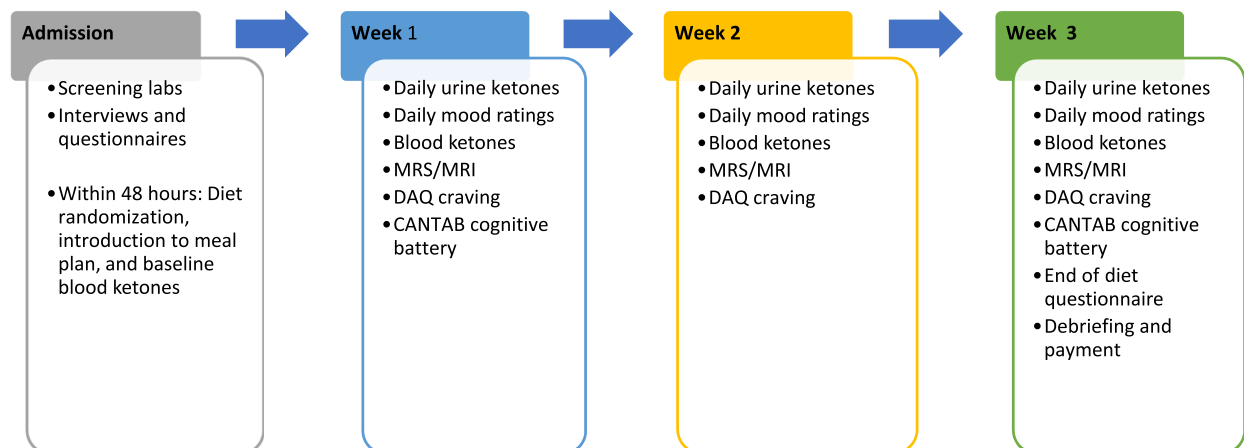 Admission
•Screening labs
•Interviews and
questionnaires
•Within 48 hours: Diet
randomization,
introduction to meal
plan, and baseline
blood ketones
Week 1
•Daily urine ketones
•Daily mood ratings
•Blood ketones
•MRS/MRI
•DAQ craving
•CANTAB cognitive
battery
Week 2
•Daily urine ketones
•Daily mood ratings
•Blood ketones
•MRS/MRI
•DAQ craving
Week 3
•Daily urine ketones
•Daily mood ratings
•Blood ketones
•MRS/MRI
•DAQ craving
•CANTAB cognitive
battery
•End of diet
questionnaire
•Debriefing and
payment